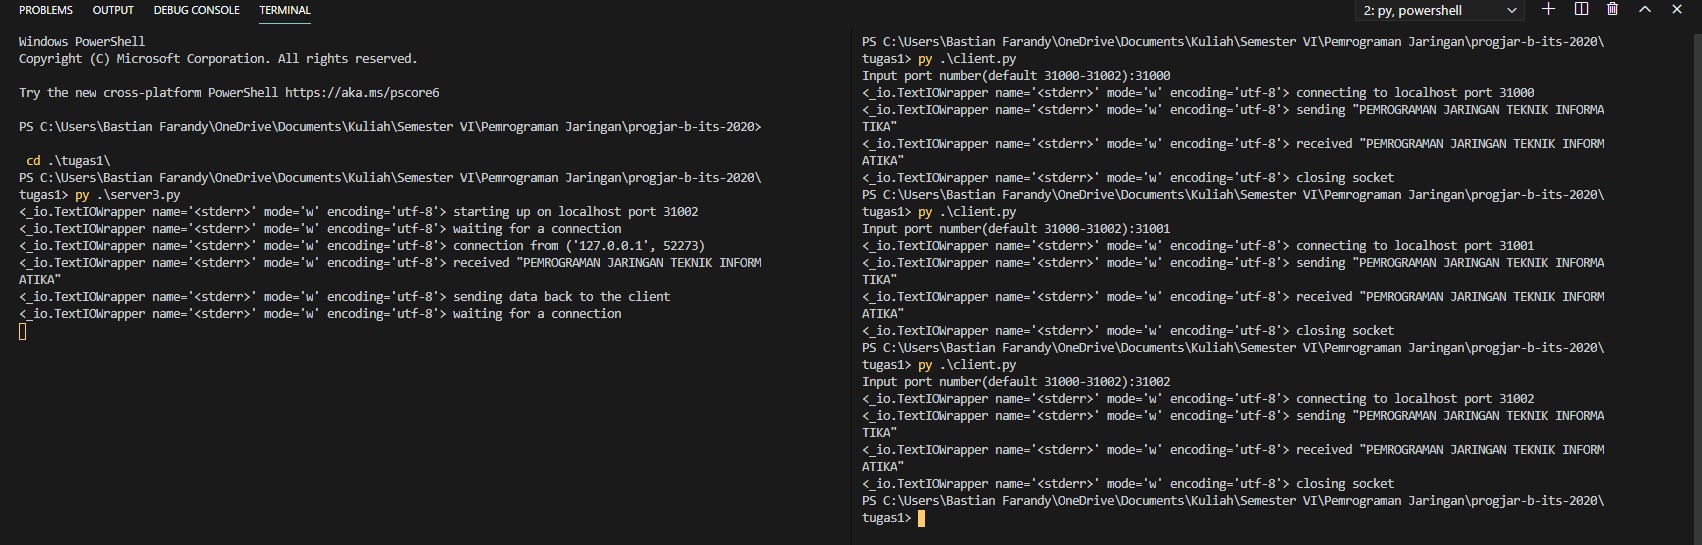 PROBLEMS OUTPUT DEBUG CONSOLE TERMINAL 2: py, powershell
Windows PowerShell
Copyright (C) Microsoft Corporation. All rights reserved.
Try the new cross-platform PowerShell https://aka.ms/pscore6
PS C:\Users\Bastian Farandy\OneDrive\Documents\Kuliah\Semester VI\Pemrograman Jaringan\progjar-b-its-2020>
cd .\tugas1\
PS C:\Users\Bastian Farandy\OneDrive\Documents\Kuliah\Semester VI\Pemrograman Jaringan\progjar-b-its-2020\
tugas1> py .\server3.py
<_io.TextIOWrapper name='<stderr>' mode='w' encoding='utf-8'> starting up on localhost port 31002
<_io.TextIOWrapper name='<stderr>' mode='w' encoding='utf-8'> waiting for a connection
<_io.TextIOWrapper name='<stderr>' mode='w' encoding='utf-8'> connection from ('127.0.0.1', 52273)
<_io.TextIOWrapper name='<stderr>' mode='w' encoding='utf-8'> received "PEMROGRAMAN JARINGAN TEKNIK INFORM
ATIKA"
<_io.TextIOWrapper name='<stderr>' mode='w' encoding='utf-8'> sending data back to the client
<_io.TextIOWrapper name='<stderr>' mode='w' encoding='utf-8'> waiting for a connection
PS C:\Users\Bastian Farandy\OneDrive\Documents\Kuliah\Semester VI\Pemrograman Jaringan\progjar-b-its-2020\
tugas1> py .\client.py
Input port number(default 31000-31002):31000
<_io.TextIOWrapper name='<stderr>' mode='w' encoding='utf-8'> connecting to localhost port 31000
<_io.TextIOWrapper name='<stderr>' mode='w' encoding='utf-8'> sending "PEMROGRAMAN JARINGAN TEKNIK INFORMA
TIKA"
<_io.TextIOWrapper name='<stderr>' mode='w' encoding='utf-8'> received "PEMROGRAMAN JARINGAN TEKNIK INFORM
ATIKA"
<_io.TextIOWrapper name='<stderr>' mode='w' encoding='utf-8'> closing socket
PS C:\Users\Bastian Farandy\OneDrive\Documents\Kuliah\Semester VI\Pemrograman Jaringan\progjar-b-its-2020\
tugas1> py .\client.py
Input port number(default 31000-31002):31001
<_io.TextIOWrapper name='<stderr>' mode='w' encoding='utf-8'> connecting to localhost port 31001
<_io.TextIOWrapper name='<stderr>' mode='w' encoding='utf-8'> sending "PEMROGRAMAN JARINGAN TEKNIK INFORMA
TIKA"
<_io.TextIOWrapper name='<stderr>' mode='w' encoding='utf-8'> received "PEMROGRAMAN JARINGAN TEKNIK INFORM
ATIKA"
<_io.TextIOWrapper name='<stderr>' mode='w' encoding='utf-8'> closing socket
PS C:\Users\Bastian Farandy\OneDrive\Documents\Kuliah\Semester VI\Pemrograman Jaringan\progjar-b-its-2020\
tugas1> py .\client.py
Input port number(default 31000-31002):31002
<_io.TextIOWrapper name='<stderr>' mode='w' encoding='utf-8'> connecting to localhost port 31002
<_io.TextIOWrapper name='<stderr>' mode='w' encoding='utf-8'> sending "PEMROGRAMAN JARINGAN TEKNIK INFORMA
TIKA"
<_io.TextIOWrapper name='<stderr>' mode='w' encoding='utf-8'> received "PEMROGRAMAN JARINGAN TEKNIK INFORM
ATIKA"
<_io.TextIOWrapper name='<stderr>' mode='w' encoding='utf-8'> closing socket
PS C:\Users\Bastian Farandy\OneDrive\Documents\Kuliah\Semester VI\Pemrograman Jaringan\progjar-b-its-2020\
tugas1>